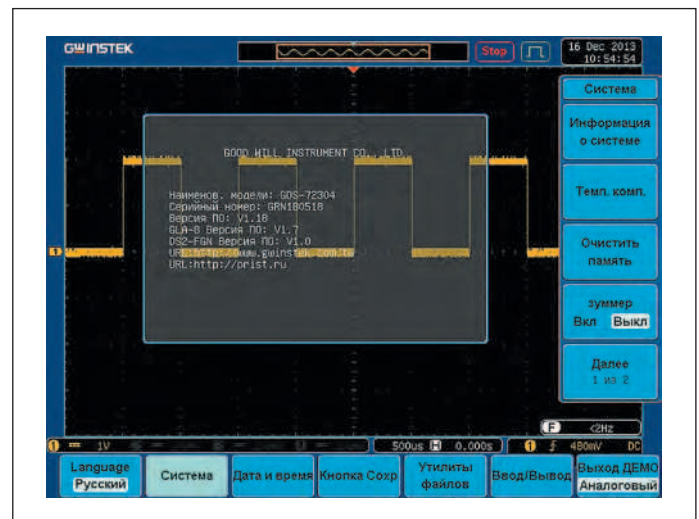 GWINSTEK
Stop
16 Dec 2013
10:54:54
GOOD WILL INSTRUMENT CO., LTD.
Наименов. модели: GDS-72304
Серийный номер: GRN180518
Версия ПО: V1.18
GLA-8 Версия ПО: V1.7
DS2-FGN Версия ПО: V1.0
URL:http://www.gwinstek.com.tw
URL:http://prist.ru
Система
Информация
о системе
Темп. комп.
Очистить
память
зуммер
Вкл Выкл
Далее
1 из 2
F <2Hz
1 1V
500us H 0.000s
1 480mV DC
Language
Русский
Система
Дата и время
Кнопка Сохр
Утилиты
файлов
Ввод/Вывод
Выход ДЕМО
Аналоговый